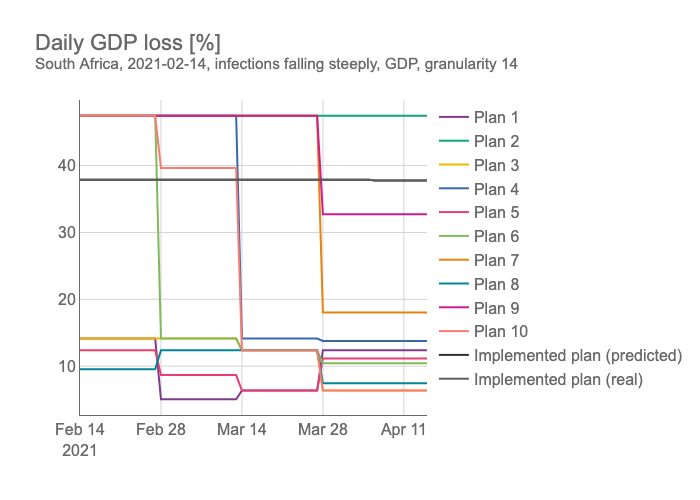 Daily GDP loss [%]
South Africa, 2021-02-14, infections falling steeply, GDP, granularity 14
40
30
20
10
Feb 14
2021
Feb 28
Mar 14
Mar 28
Apr 11
Plan 1
Plan 2
Plan 3
Plan 4
Plan 5
Plan 6
Plan 7
Plan 8
Plan 9
Plan 10
Implemented plan (predicted)
Implemented plan (real)